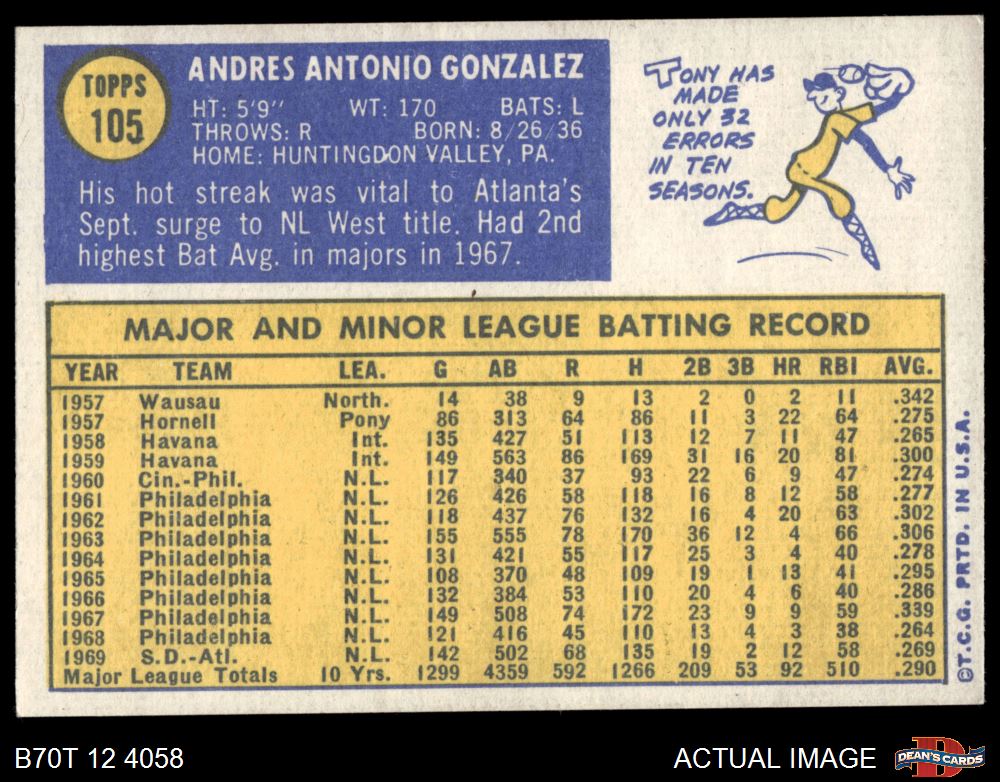 TOPPS
105
ANDRES ANTONIO GONZALEZ
HT: 5'9" WT: 170 BATS: L
THROWS: R BORN: 8/26/36
HOME: HUNTINGDON VALLEY, PA.
His hot streak was vital to Atlanta's
Sept. surge to NL West title. Had 2nd
highest Bat Avg. in majors in 1967.
TONY HAS
MADE
ONLY 32
ERRORS
IN TEN
SEASONS.
MAJOR AND MINOR LEAGUE BATTING RECORD
YEAR TEAM LEA. G AB R H 2B 3B HR RBI AVG.
1957 Wausau North. 14 38 9 13 2 0 2 11 .342
1957 Hornell Pony 86 313 64 86 11 3 22 64 .275
1958 Havana Int. 135 427 51 113 12 7 11 47 .265
1959 Havana Int. 149 563 86 169 31 16 20 81 .300
1960 Cin.-Phil. N.L. 117 340 37 93 22 6 9 47 .274
1961 Philadelphia N.L. 126 426 58 118 16 8 12 58 .277
1962 Philadelphia N.L. 118 437 76 132 16 4 20 63 .302
1963 Philadelphia N.L. 155 555 78 170 36 12 4 66 .306
1964 Philadelphia N.L. 131 421 55 117 25 3 4 40 .278
1965 Philadelphia N.L. 108 370 48 109 19 1 13 41 .295
1966 Philadelphia N.L. 132 384 53 110 20 4 6 40 .286
1967 Philadelphia N.L. 149 508 74 172 23 9 9 59 .339
1968 Philadelphia N.L. 121 416 45 110 13 4 3 38 .264
1969 S.D.-Atl. N.L. 142 502 68 135 19 2 12 58 .269
Major League Totals 10 Yrs. 1299 4359 592 1266 209 53 92 510 .290
©T.C.G. PRTD. IN U.S.A.
B70T 12 4058
ACTUAL IMAGE
D
DEAN'S CARDS